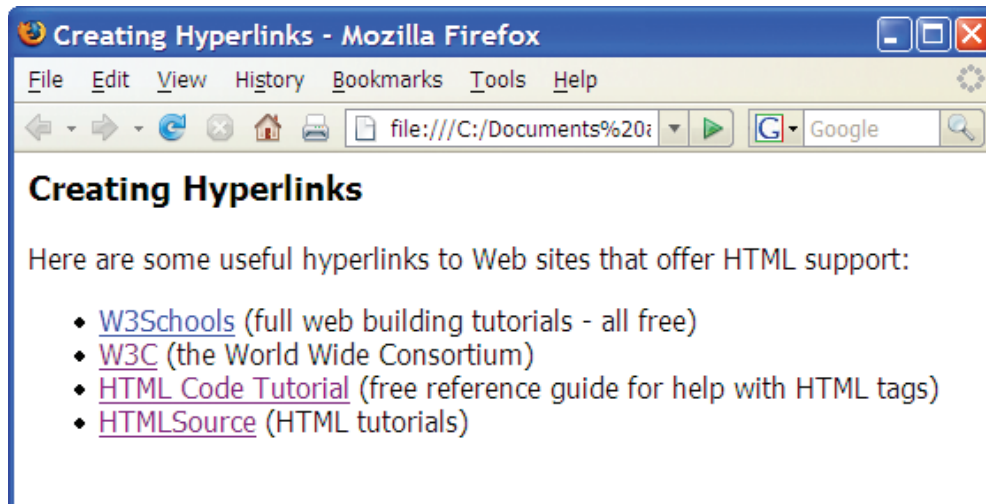 Creating Hyperlinks - Mozilla Firefox
File Edit View History Bookmarks Tools Help
file:///C:/Documents%20a G Google
Creating Hyperlinks
Here are some useful hyperlinks to Web sites that offer HTML support:
• W3Schools (full web building tutorials - all free)
• W3C (the World Wide Consortium)
• HTML Code Tutorial (free reference guide for help with HTML tags)
• HTMLSource (HTML tutorials)